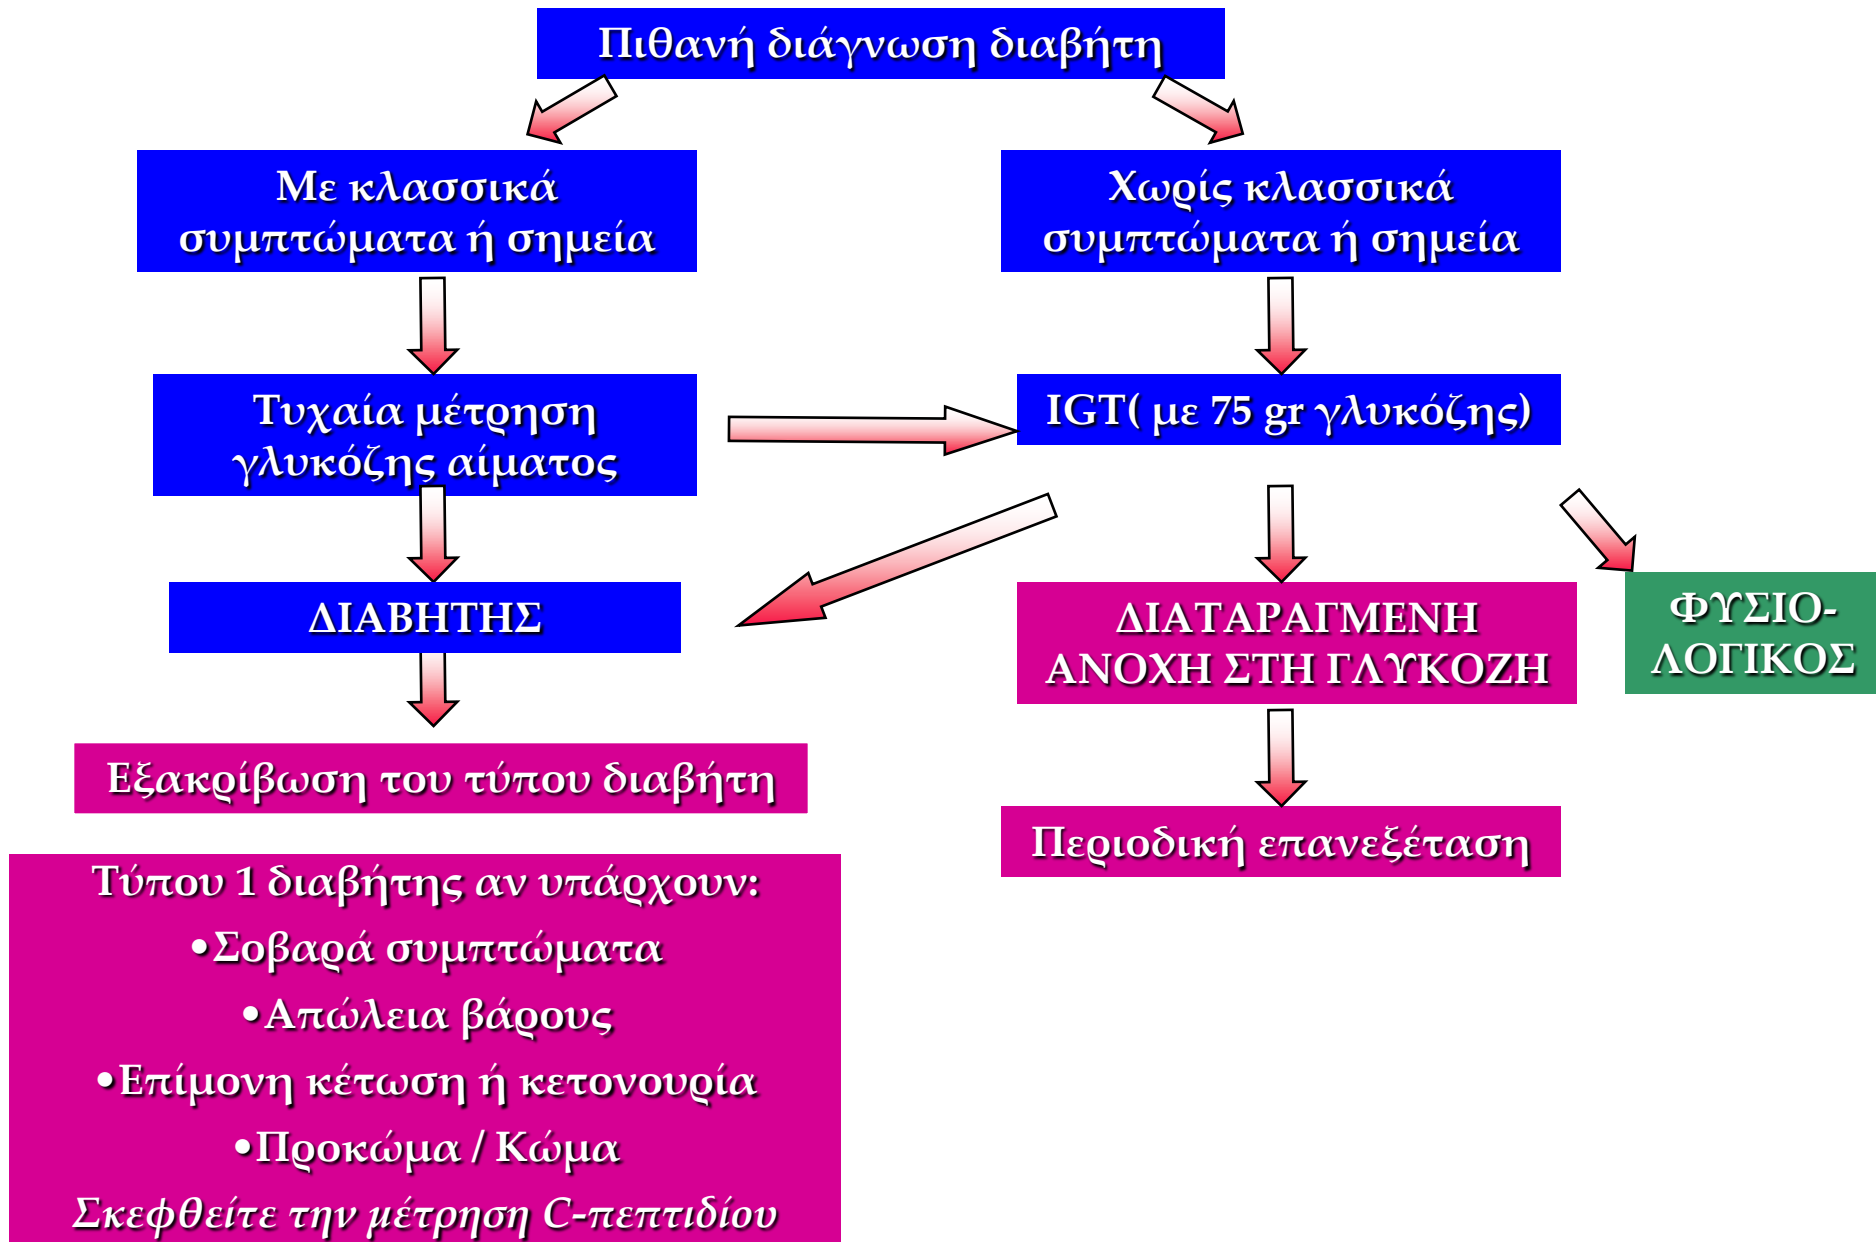 Πιθανή διάγνωση διαβήτη
Με κλασσικά
συμπτώματα ή σημεία
Χωρίς κλασσικά
συμπτώματα ή σημεία
Τυχαία μέτρηση
γλυκόζης αίματος
IGT( με 75 gr γλυκόζης)
ΔΙΑΒΗΤΗΣ
ΔΙΑΤΑΡΑΓΜΕΝΗ
ΑΝΟΧΗ ΣΤΗ ΓΛΥΚΟΖΗ
ΦΥΣΙΟ-
ΛΟΓΙΚΟΣ
Εξακρίβωση του τύπου διαβήτη
Περιοδική επανεξέταση
Τύπου 1 διαβήτης αν υπάρχουν:
•Σοβαρά συμπτώματα
•Απώλεια βάρους
•Επίμονη κέτωση ή κετονουρία
•Προκώμα / Κώμα
Σκεφθείτε την μέτρηση C-πεπτιδίου